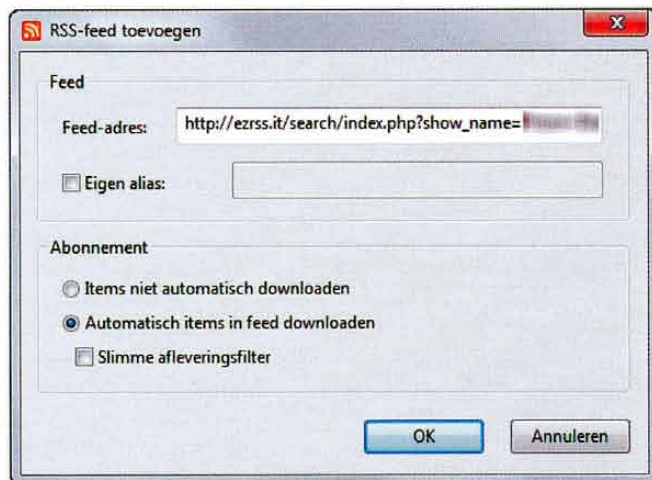 RSS-feed toevoegen
Feed
Feed-adres: http://ezrss.it/search/index.php?show_name=
Eigen alias:
Abonnement
Items niet automatisch downloaden
Automatisch items in feed downloaden
Slimme afleveringsfilter
OK Annuleren